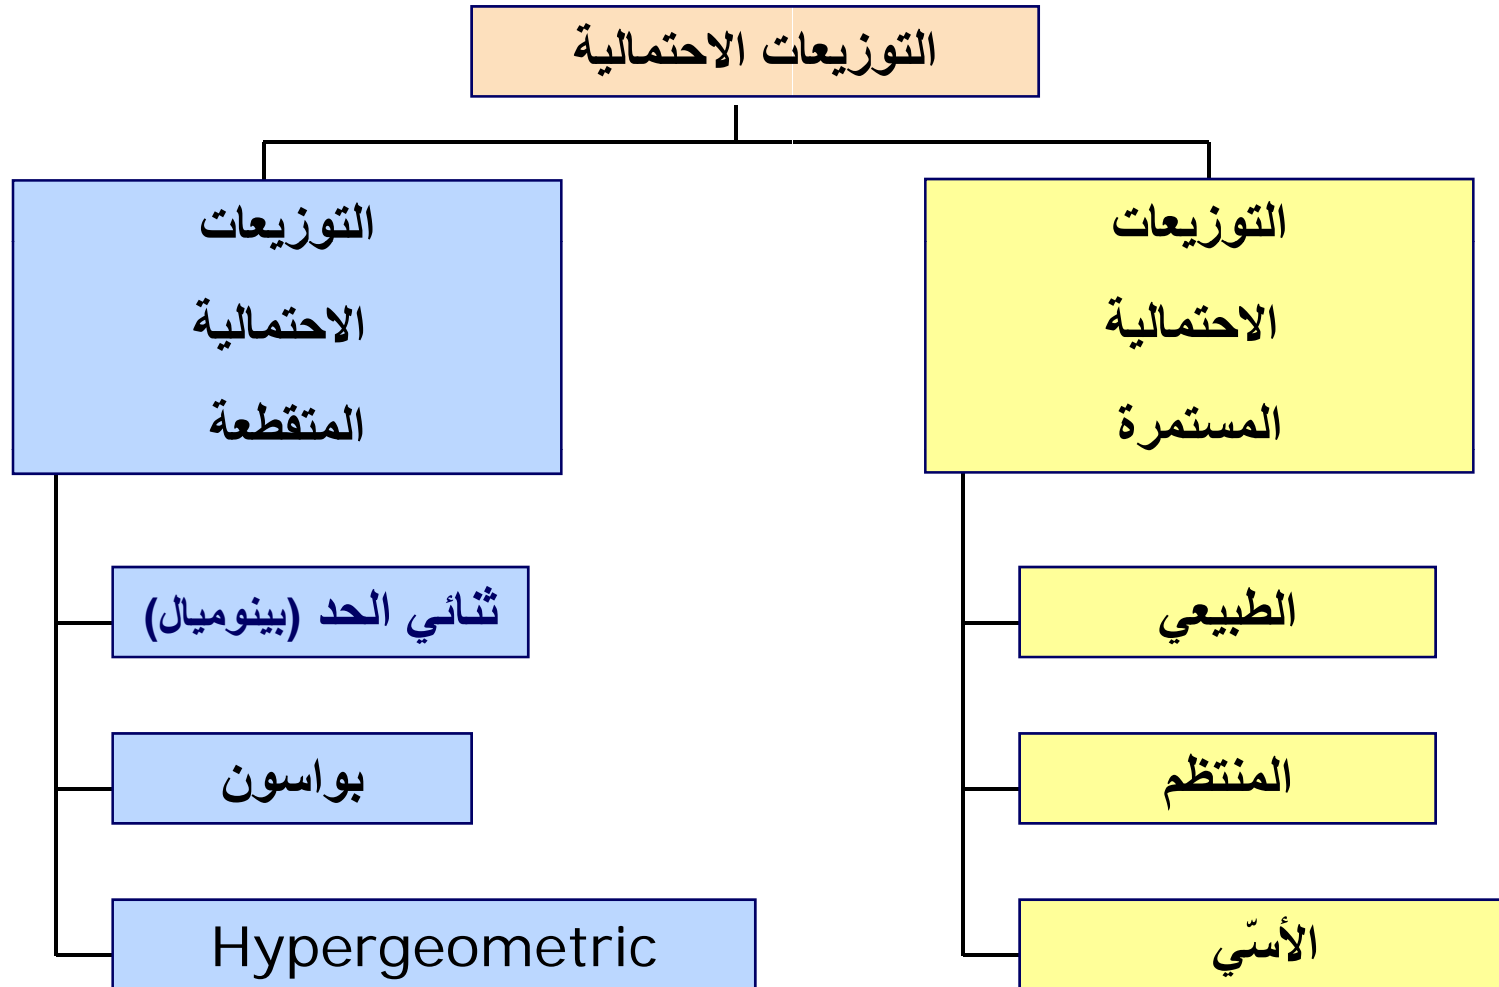 التوزيعات الاحتمالية
التوزيعات
الاحتمالية
المستمرة
الطبيعي
المنتظم
الأسّي
التوزيعات
الاحتمالية
المتقطعة
ثنائي الحد (بينوميال)
بواسون
Hypergeometric